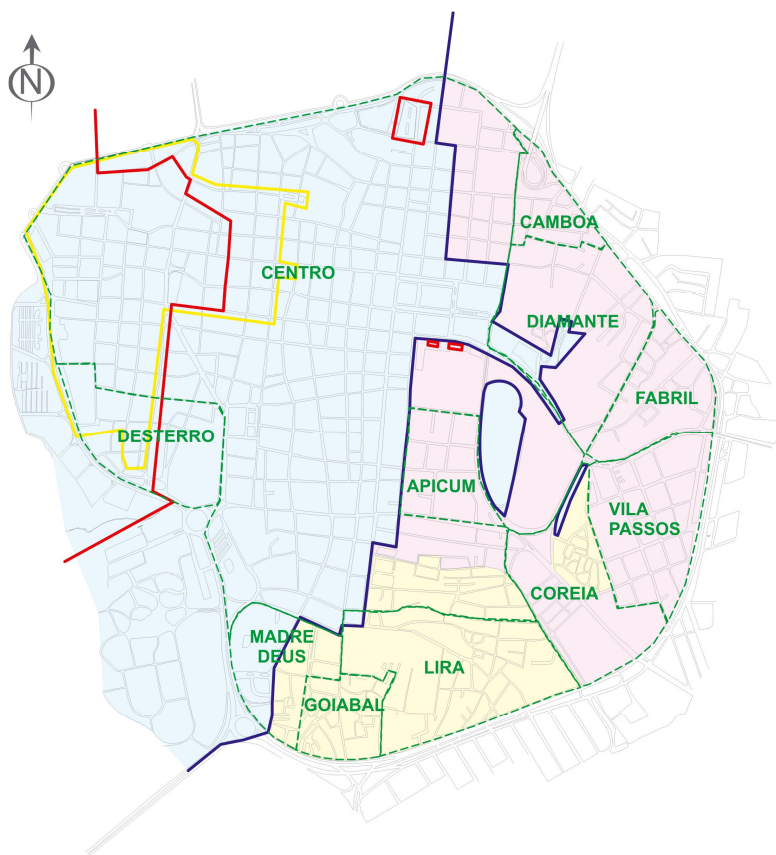 N
CAMBOA
CENTRO
DIAMANTE
FABRIL
DESTERRO
APICUM
VILA
PASSOS
COREIA
MADRE
DEUS
LIRA
GOIABAL